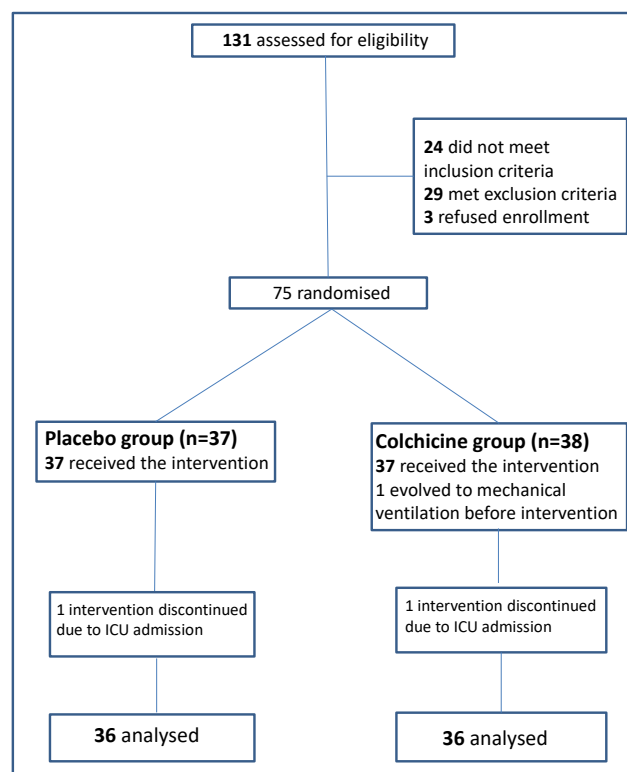 131 assessed for eligibility
24 did not meet
inclusion criteria
29 met exclusion criteria
3 refused enrollment
75 randomised
Placebo group (n=37)
37 received the intervention
Colchicine group (n=38)
37 received the intervention
1 evolved to mechanical
ventilation before intervention
1 intervention discontinued
due to ICU admission
1 intervention discontinued
due to ICU admission
36 analysed
36 analysed